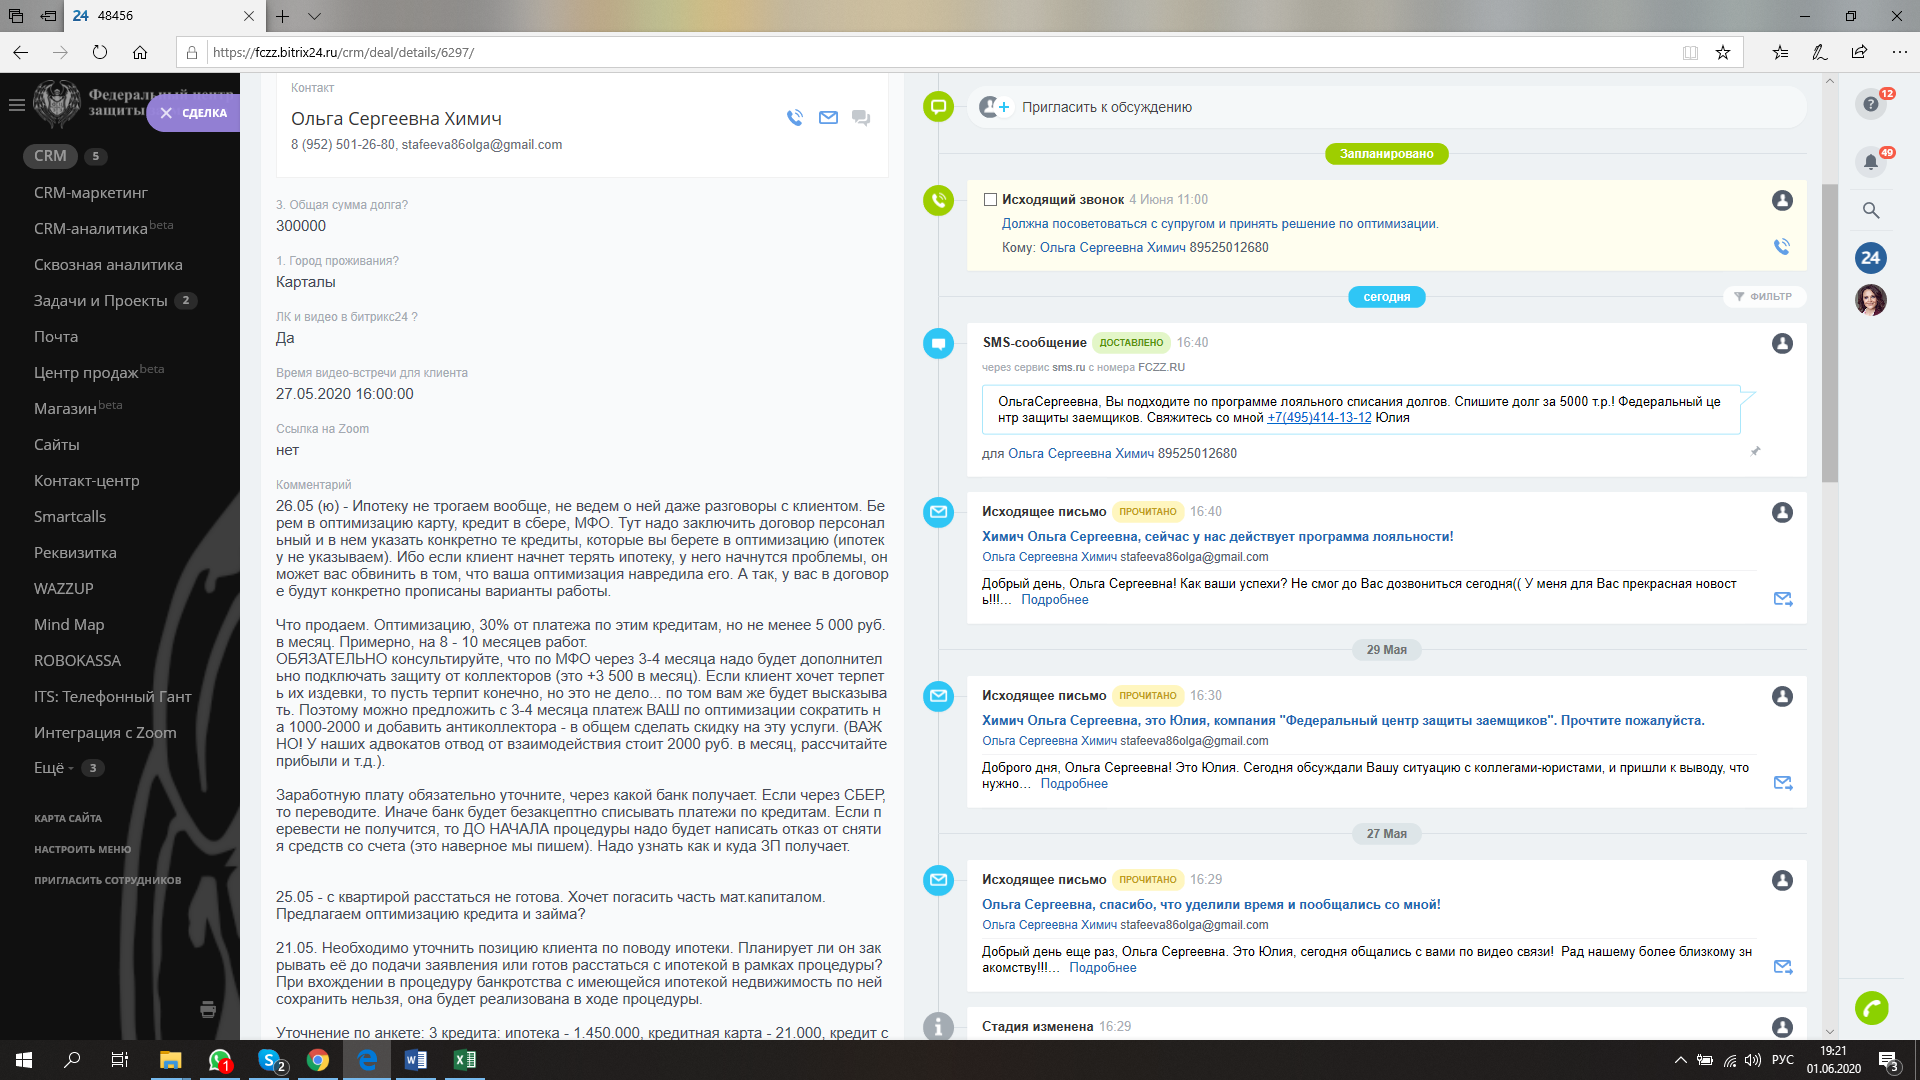 24 48456
https://fczz.bitrix24.ru/crm/deal/details/6297/
Федеральный центр
защиты
СДЕЛКА
CRM 5
CRM-маркетинг
CRM-аналитика beta
Сквозная аналитика
Задачи и Проекты 2
Почта
Центр продаж beta
Магазин beta
Сайты
Контакт-центр
Smartcalls
Реквизитка
WAZZUP
Mind Map
ROBOKASSA
ITS: Телефонный Гант
Интеграция с Zoom
Ещё 3
КАРТА САЙТА
НАСТРОИТЬ МЕНЮ
ПРИГЛАСИТЬ СОТРУДНИКОВ
Контакт
Ольга Сергеевна Химич
8 (952) 501-26-80, stafeeva86olga@gmail.com
3. Общая сумма долга?
300000
1. Город проживания?
Карталы
ЛК и видео в битрикс24 ?
Да
Время видео-встречи для клиента
27.05.2020 16:00:00
Ссылка на Zoom
нет
Комментарий
26.05 (ю) - Ипотеку не трогаем вообще, не ведем о ней даже разговоры с клиентом. Бе
рем в оптимизацию карту, кредит в сбере, МФО. Тут надо заключить договор персонал
ьный и в нем указать конкретно те кредиты, которые вы берете в оптимизацию (ипотек
у не указываем). Ибо если клиент начнет терять ипотеку, у него начнутся проблемы, он
может вас обвинить в том, что ваша оптимизация навредила его. А так, у вас в договор
е будут конкретно прописаны варианты работы.
Что продаем. Оптимизацию, 30% от платежа по этим кредитам, но не менее 5 000 руб.
в месяц. Примерно, на 8 - 10 месяцев работ.
ОБЯЗАТЕЛЬНО консультируйте, что по МФО через 3-4 месяца надо будет дополнител
ьно подключать защиту от коллекторов (это +3 500 в месяц). Если клиент хочет терпет
ь их издевки, то пусть терпит конечно, но это не дело... по том вам же будет высказыва
ть. Поэтому можно предложить с 3-4 месяца платеж ВАШ по оптимизации сократить н
а 1000-2000 и добавить антиколлектора - в общем сделать скидку на эту услуги. (ВАЖ
НО! У наших адвокатов отвод от взаимодействия стоит 2000 руб. в месяц, рассчитайте
прибыли и т.д.).
Заработную плату обязательно уточните, через какой банк получает. Если через СБЕР,
то переводите. Иначе банк будет безакцептно списывать платежи по кредитам. Если п
еревести не получится, то ДО НАЧАЛА процедуры надо будет написать отказ от сняти
я средств со счета (это наверное мы пишем). Надо узнать как и куда ЗП получает.
25.05 - с квартирой расстаться не готова. Хочет погасить часть мат.капиталом.
Предлагаем оптимизацию кредита и займа?
21.05. Необходимо уточнить позицию клиента по поводу ипотеки. Планирует ли он зак
рывать её до подачи заявления или готов расстаться с ипотекой в рамках процедуры?
При вхождении в процедуру банкротства с имеющейся ипотекой недвижимость по ней
сохранить нельзя, она будет реализована в ходе процедуры.
Уточнение по анкете: 3 кредита: ипотека - 1.450.000, кредитная карта - 21.000, кредит с
Пригласить к обсуждению
Запланировано
Исходящий звонок 4 Июня 11:00
Должна посоветоваться с супругом и принять решение по оптимизации.
Кому: Ольга Сергеевна Химич 89525012680
сегодня
ФИЛЬТР
SMS-сообщение ДОСТАВЛЕНО 16:40
через сервис sms.ru с номера FCZZ.RU
ОльгаСергеевна, Вы подходите по программе лояльного списания долгов. Спишите долг за 5000 т.р.! Федеральный це
нтр защиты заемщиков. Свяжитесь со мной +7(495)414-13-12 Юлия
для Ольга Сергеевна Химич 89525012680
Исходящее письмо ПРОЧИТАНО 16:40
Химич Ольга Сергеевна, сейчас у нас действует программа лояльности!
Ольга Сергеевна Химич stafeeva86olga@gmail.com
Добрый день, Ольга Сергеевна! Как ваши успехи? Не смог до Вас дозвониться сегодня(( У меня для Вас прекрасная новост
ь!!!... Подробнее
29 Мая
Исходящее письмо ПРОЧИТАНО 16:30
Химич Ольга Сергеевна, это Юлия, компания "Федеральный центр защиты заемщиков". Прочтите пожалуйста.
Ольга Сергеевна Химич stafeeva86olga@gmail.com
Доброго дня, Ольга Сергеевна! Это Юлия. Сегодня обсуждали Вашу ситуацию с коллегами-юристами, и пришли к выводу, что
нужно... Подробнее
27 Мая
Исходящее письмо ПРОЧИТАНО 16:29
Ольга Сергеевна, спасибо, что уделили время и пообщались со мной!
Ольга Сергеевна Химич stafeeva86olga@gmail.com
Добрый день еще раз, Ольга Сергеевна. Это Юлия, сегодня общались с вами по видео связи! Рад нашему более близкому зн
акомству!!!... Подробнее
Стадия изменена 16:29
12
49
24
1
2
РУС
19:21
01.06.2020
3